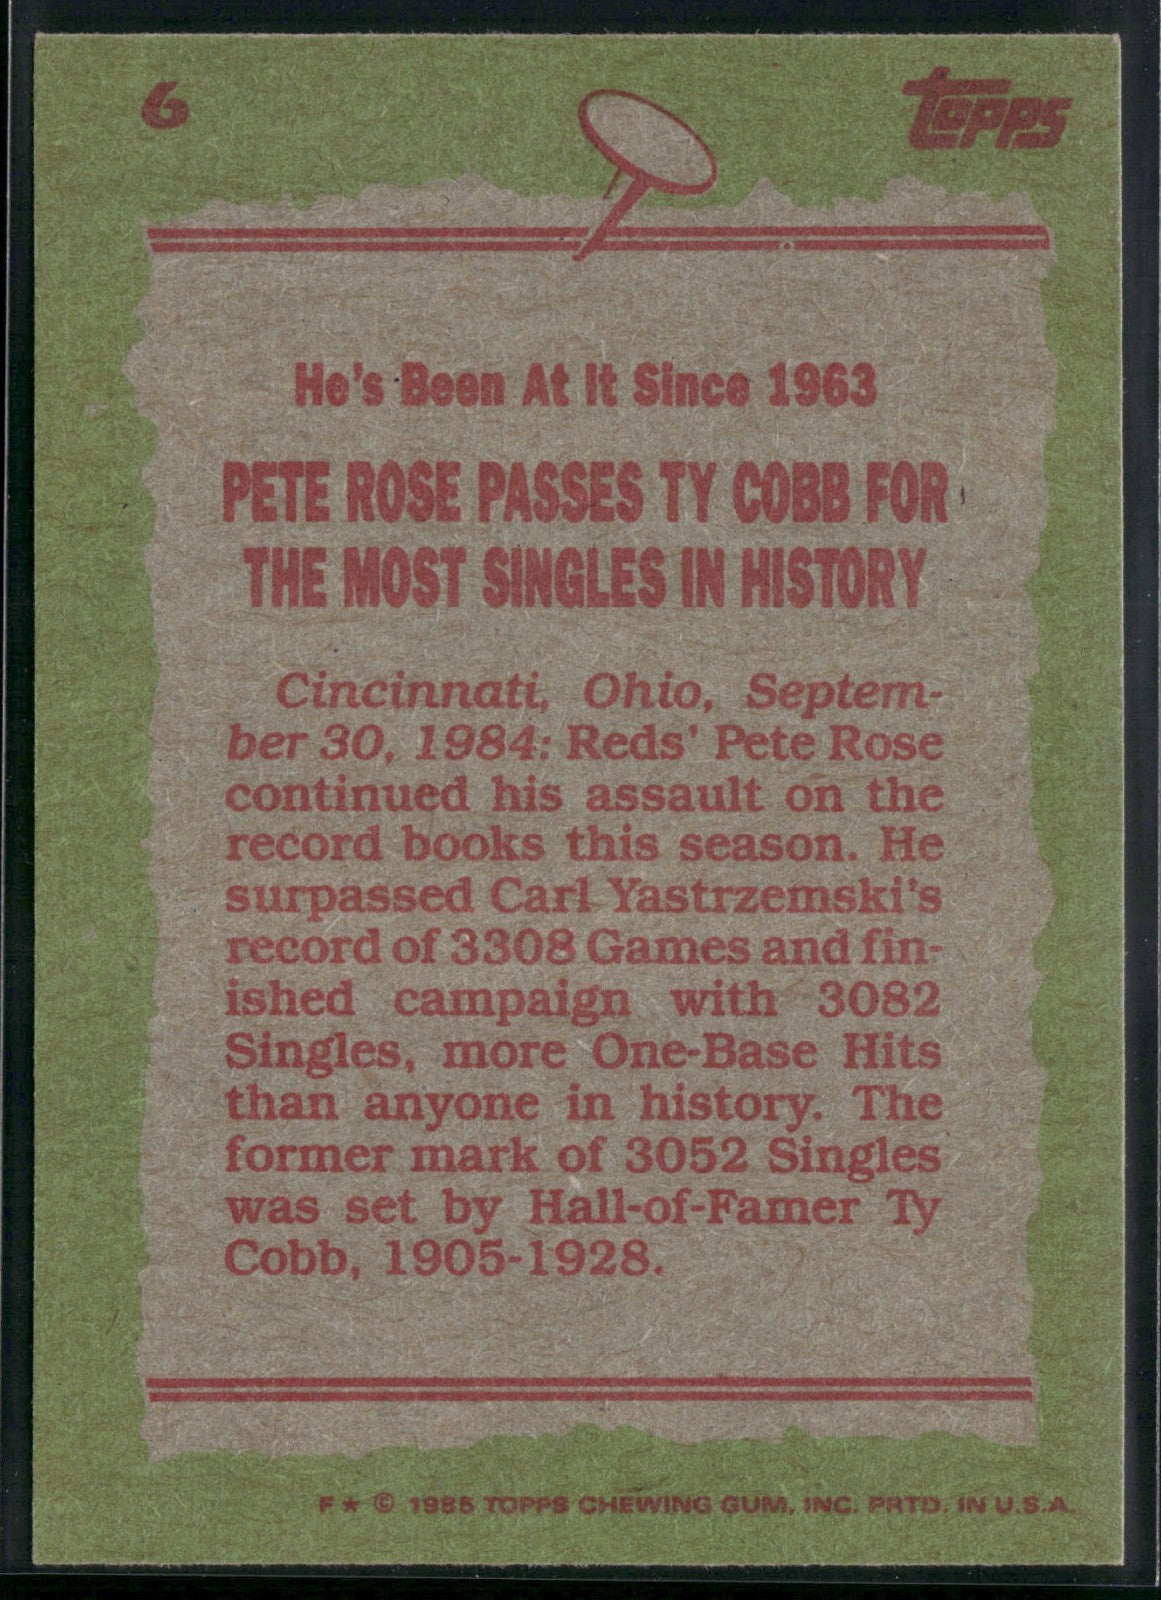 6
TOPPS
He's Been At It Since 1963
PETE ROSE PASSES TY COBB FOR
THE MOST SINGLES IN HISTORY
Cincinnati, Ohio, Septem-
ber 30, 1984: Reds' Pete Rose
continued his assault on the
record books this season. He
surpassed Carl Yastrzemski's
record of 3308 Games and fin-
ished campaign with 3082
Singles, more One-Base Hits
than anyone in history. The
former mark of 3052 Singles
was set by Hall-of-Famer Ty
Cobb, 1905-1928.
F ★ © 1985 TOPPS CHEWING GUM, INC. PRTD. IN U.S.A.